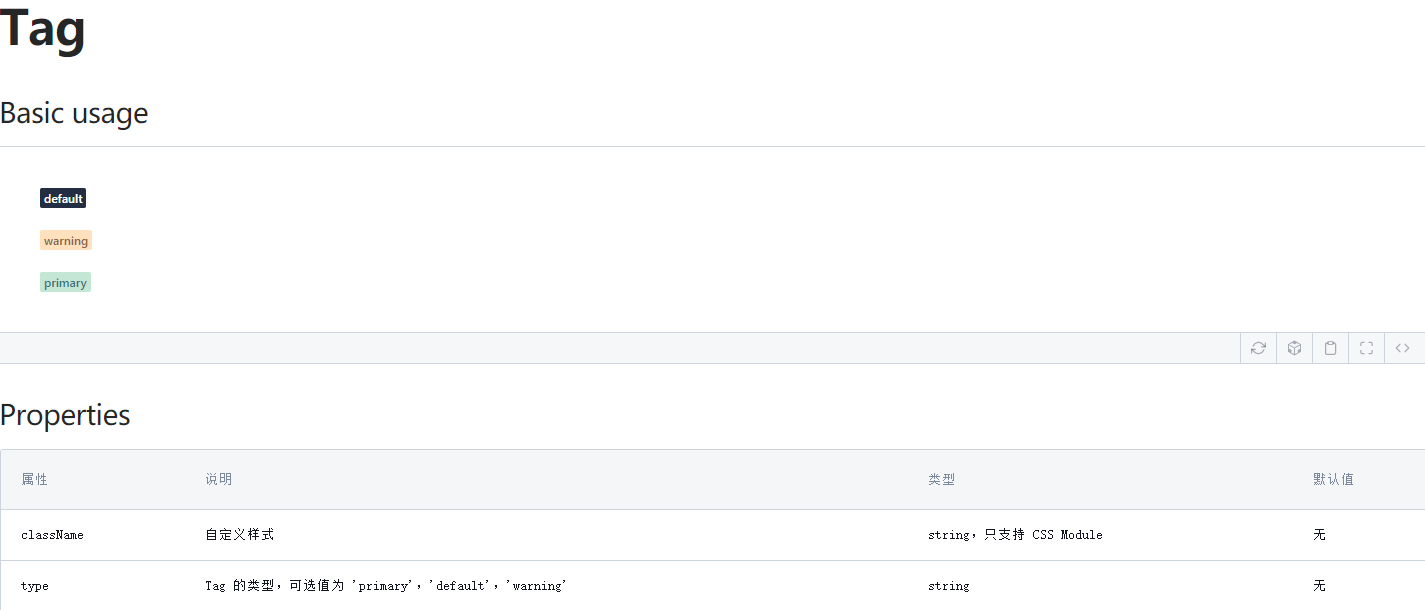 Tag
Basic usage
default
warning
primary
Properties
属性 说明 类型 默认值
className 自定义样式 string，只支持 CSS Module 无
type Tag 的类型，可选值为 'primary'，'default'，'warning' string 无